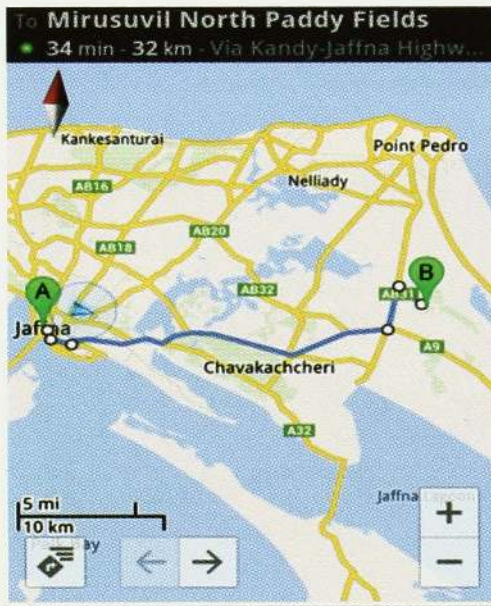 To Mirusuvil North Paddy Fields
34 min - 32 km - Via Kandy-Jaffna Highw...
Kankesanturai
Point Pedro
AB16
Nelliady
AB20
AB18
A
AB32
B
AB31
Jaffna
A9
Chavakachcheri
A32
5 mi
10 km
Jaffna Lagoon
+
Bay
← →
−